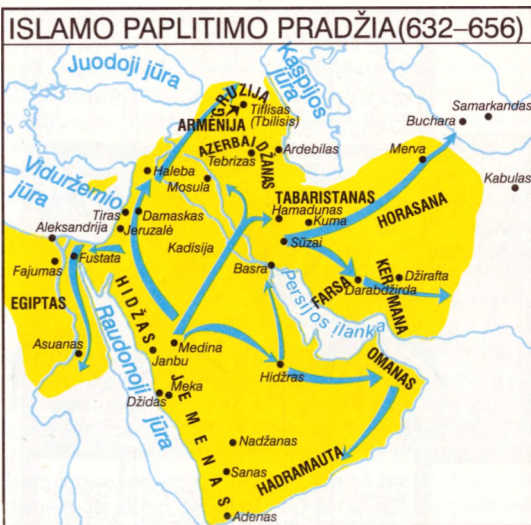 ISLAMO PAPLITIMO PRADŽIA(632–656)
Juodoji jūra
Kaspijos
jūra
GRUZIJA
Tiflisas
(Tbilisis)
ARMĖNIJA
AZERBAIDŽANAS
Tebrizas
Ardebilas
Samarkandas
Buchara
Merva
Kabulas
Viduržemio
jūra
Haleba
Mosula
TABARISTANAS
Hamadunas
Kuma
HORASANA
Tiras
Damaskas
Jeruzalė
Aleksandrija
Kadisija
Sūzai
Fustata
Fajumas
Basra
FARSA
Darabdžirda
KERUMANA
Džirafta
EGIPTAS
HIDŽAS
Persijos įlanka
Asuanas
Raudonoji jūra
Medina
Janbu
Hidžras
OMANAS
Meka
Džidas
JEMENAS
Nadžanas
Sanas
HADRAMAUTA
Adenas